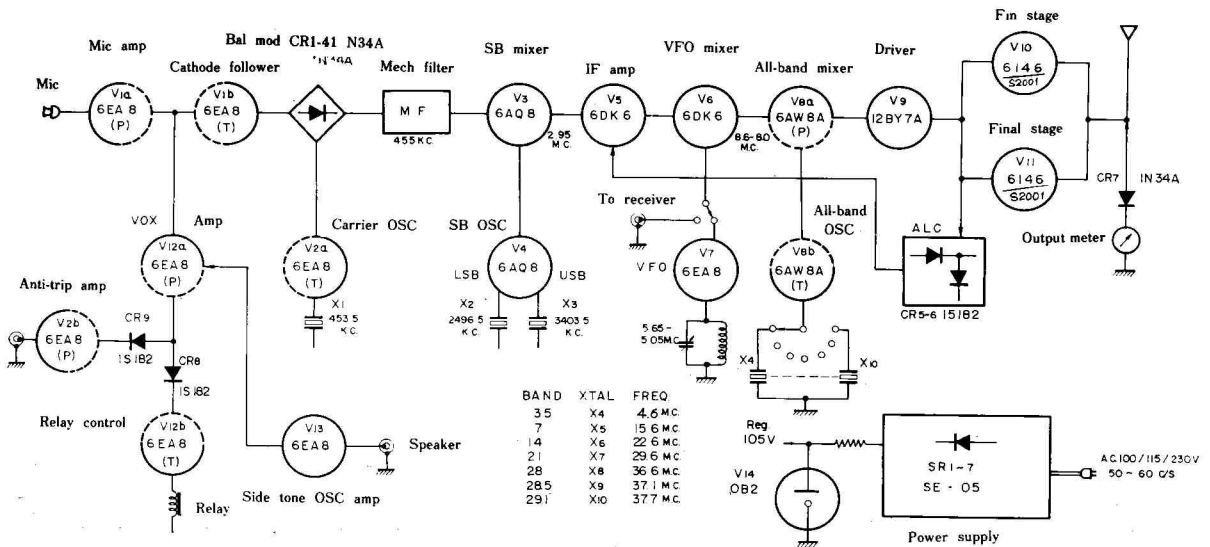 Mic
Mic amp
V1a
6EA8
(P)
Cathode follower
V1b
6EA8
(T)
Bal mod CR1-41 N34A
1N34A
Mech filter
M F
455KC.
SB mixer
V3
6AQ8
2.95
M.C.
IF amp
V5
6DK6
VFO mixer
V6
6DK6
8.6-8.0
M.C.
All-band mixer
V8a
6AW8A
(P)
Driver
V9
12BY7A
Fin stage
V10
6146
S2001
Final stage
V11
6146
S2001
CR7
1N34A
Output meter
ALC
CR5-6 1S182
VOX
Amp
V12a
6EA8
(P)
Carrier OSC
V2a
6EA8
(T)
X1
453.5
K.C.
SB OSC
V4
6AQ8
LSB
USB
X2
2496.5
K.C.
X3
3403.5
K.C.
To receiver
VFO
V7
6EA8
5.65-
5.05M.C.
All-band
OSC
V8b
6AW8A
(T)
X4
X10
Anti-trip amp
V2b
6EA8
(P)
CR9
1S182
CR8
1S182
Relay control
V12b
6EA8
(T)
Relay
V13
6EA8
Side tone OSC amp
Speaker
BAND XTAL FREQ.
3.5 X4 4.6 M.C.
7 X5 15.6 M.C.
14 X6 22.6 M.C.
21 X7 29.6 M.C.
28 X8 36.6 M.C.
28.5 X9 37.1 M.C.
29.1 X10 37.7 M.C.
Reg.
105V
V14
OB2
SR1-7
SE-05
Power supply
A.C.100/115/230V
50-60 C/S